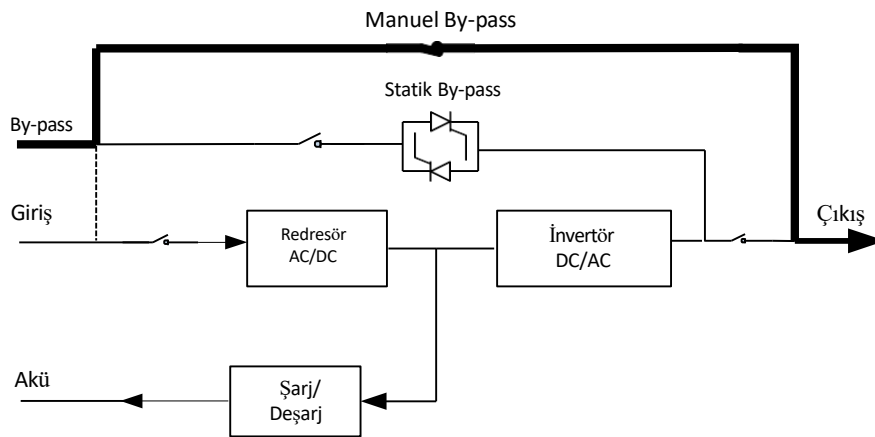 Manuel By-pass
Statik By-pass
By-pass
Giriş
Redresör
AC/DC
İnvertör
DC/AC
Çıkış
Akü
Şarj/
Deşarj